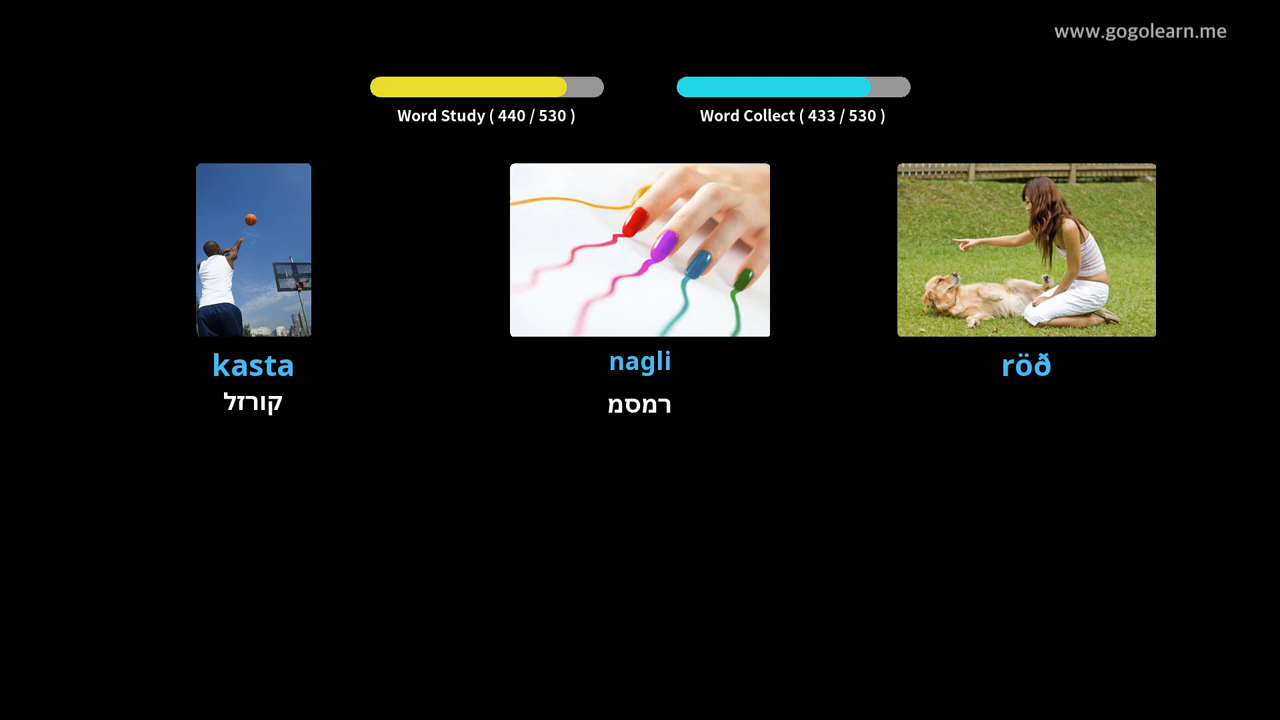 www.gogolearn.me
Word Study ( 440 / 530 )
Word Collect ( 433 / 530 )
kasta
קורזל
nagli
רמסמ
röð